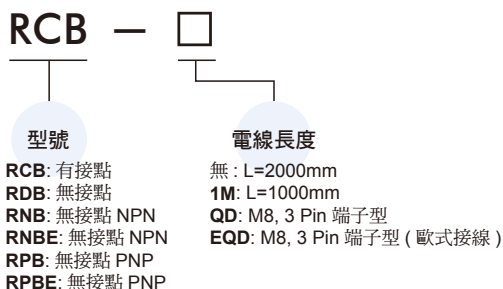 RCB — □
型號
RCB: 有接點
RDB: 無接點
RNB: 無接點 NPN
RNBE: 無接點 NPN
RPB: 無接點 PNP
RPBE: 無接點 PNP
電線長度
無 : L=2000mm
1M: L=1000mm
QD: M8, 3 Pin 端子型
EQD: M8, 3 Pin 端子型 ( 歐式接線 )